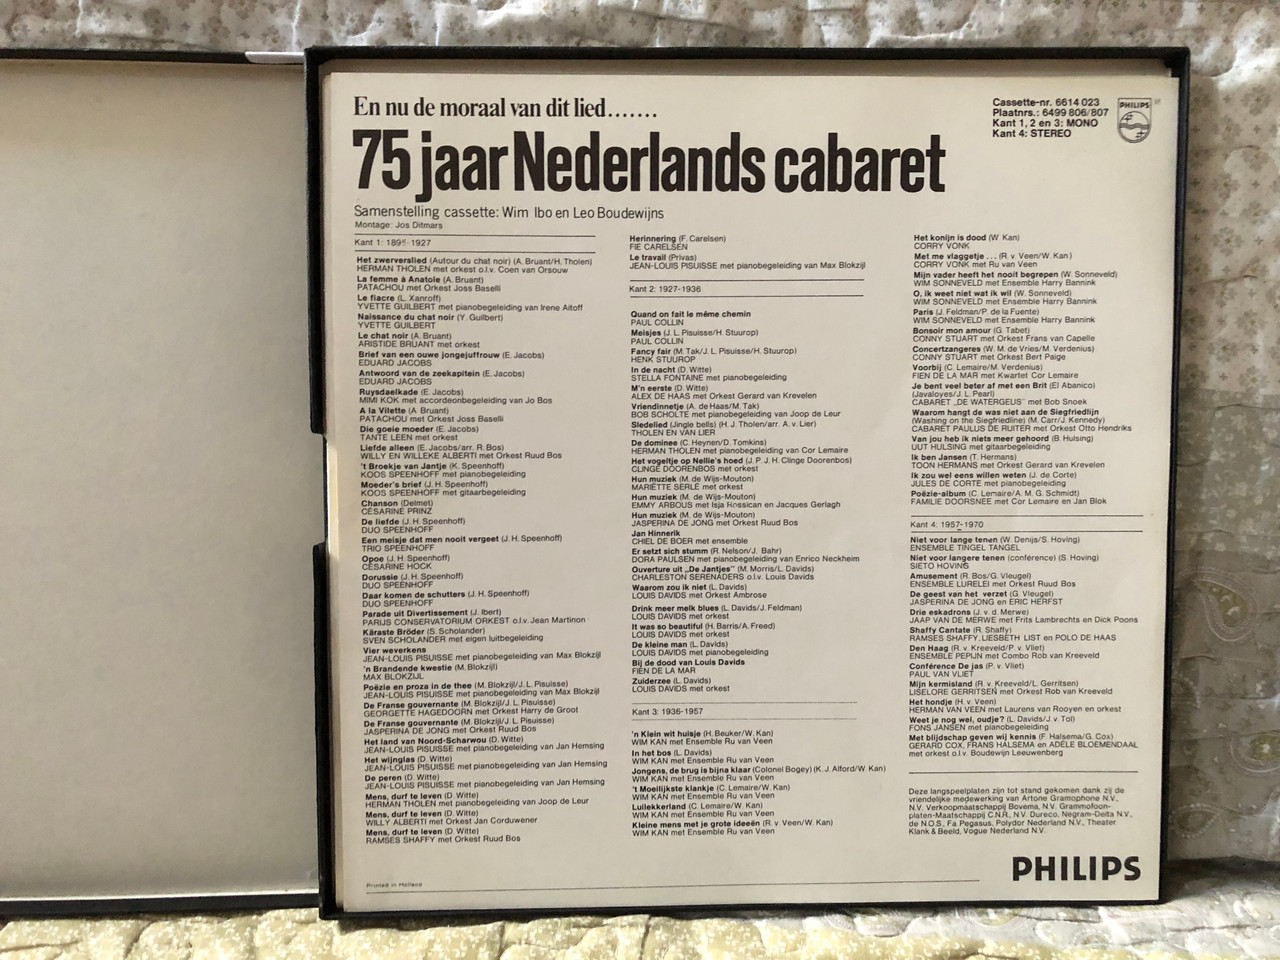 En nu de moraal van dit lied.......
75 jaar Nederlands cabaret
Samenstelling cassette: Wim Ibo en Leo Boudewijns
Montage: Jos Ditmars
Cassette-nr. 6614 023
Plaatnrs.: 6499 806/807
Kant 1, 2 en 3: MONO
Kant 4: STEREO
PHILIPS
Kant 1: 1895-1927
Het zwerverslied (Autour du chat noir) (A. Bruant/H. Tholen)
HERMAN THOLEN met orkest o.l.v. Coen van Orsouw
La femme à Anatole (A. Bruant)
PATACHOU met Orkest Joss Baselli
Le fiacre (L. Xanroff)
YVETTE GUILBERT met pianobegeleiding van Irene Aitoff
Naissance du chat noir (Y. Guilbert)
YVETTE GUILBERT
Le chat noir (A. Bruant)
ARISTIDE BRUANT met orkest
Brief van een ouwe jongejuffrouw (E. Jacobs)
EDUARD JACOBS
Antwoord van de zeekapitein (E. Jacobs)
EDUARD JACOBS
Ruysdaelkade (E. Jacobs)
MIMI KOK met accordeonbegeleiding van Jo Bos
A la Vilette (A. Bruant)
PATACHOU met Orkest Joss Baselli
Die goeie moeder (E. Jacobs)
TANTE LEEN met orkest
Liefde alleen (E. Jacobs/arr. R. Bos)
WILLY EN WILLEKE ALBERTI met Orkest Ruud Bos
't Broekje van Jantje (K. Speenhoff)
KOOS SPEENHOFF met pianobegeleiding
Moeder's brief (J. H. Speenhoff)
KOOS SPEENHOFF met gitaarbegeleiding
Chanson (Delmet)
CÉSARINE PRINZ
De liefde (J. H. Speenhoff)
DUO SPEENHOFF
Een meisje dat men nooit vergeet (J. H. Speenhoff)
TRIO SPEENHOFF
Opoe (J. H. Speenhoff)
CÉSARINE HOCK
Dorussie (J. H. Speenhoff)
DUO SPEENHOFF
Daar komen de schutters (J. H. Speenhoff)
DUO SPEENHOFF
Parade uit Divertissement (J. Ibert)
PARIJS CONSERVATORIUM ORKEST o.l.v. Jean Martinon
Käraste Bröder (S. Scholander)
SVEN SCHOLANDER met eigen luitbegeleiding
Vier weverkens
JEAN-LOUIS PISUISSE met pianobegeleiding van Max Blokzijl
'n Brandende kwestie (M. Blokzijl)
MAX BLOKZIJL
Poëzie en proza in de thee (M. Blokzijl/J. L. Pisuisse)
JEAN-LOUIS PISUISSE met pianobegeleiding van Max Blokzijl
De Franse gouvernante (M. Blokzijl/J. L. Pisuisse)
GEORGETTE HAGEDOORN met Orkest Harry de Groot
De Franse gouvernante (M. Blokzijl/J. L. Pisuisse)
JASPERINA DE JONG met Orkest Ruud Bos
Het land van Noord-Scharwou (D. Witte)
JEAN-LOUIS PISUISSE met pianobegeleiding van Jan Hemsing
Het wijnglas (D. Witte)
JEAN-LOUIS PISUISSE met pianobegeleiding van Jan Hemsing
De peren (D. Witte)
JEAN-LOUIS PISUISSE met pianobegeleiding van Jan Hemsing
Mens, durf te leven (D. Witte)
HERMAN THOLEN met pianobegeleiding van Joop de Leur
Mens, durf te leven (D. Witte)
WILLY ALBERTI met Orkest Jan Corduwener
Mens, durf te leven (D. Witte)
RAMSES SHAFFY met Orkest Ruud Bos
Herinnering (F. Carelsen)
FIE CARELSEN
Le travail (Privas)
JEAN-LOUIS PISUISSE met pianobegeleiding van Max Blokzijl
Kant 2: 1927-1936
Quand on fait le même chemin
PAUL COLLIN
Meisjes (J. L. Pisuisse/H. Stuurop)
PAUL COLLIN
Fancy fair (M. Tak/J. L. Pisuisse/H. Stuurop)
HENK STUUROP
In de nacht (D. Witte)
STELLA FONTAINE met pianobegeleiding
M'n eerste (D. Witte)
ALEX DE HAAS met Orkest Gerard van Krevelen
Vriendinnetje (A. de Haas/M. Tak)
BOB SCHOLTE met pianobegeleiding van Joop de Leur
Sledelied (Jingle bells) (H. J. Tholen/arr. A. v. Lier)
THOLEN EN VAN LIER
De dominee (C. Heynen/D. Tomkins)
HERMAN THOLEN met pianobegeleiding van Cor Lemaire
Het vogeltje op Nellie's hoed (J. P. J. H. Clinge Doorenbos)
CLINGE DOORENBOS met orkest
Hun muziek (M. de Wijs-Mouton)
MARIËTTE SERLÉ met orkest
Hun muziek (M. de Wijs-Mouton)
EMMY ARBOUS met Isja Rossican en Jacques Gerlagh
Hun muziek (M. de Wijs-Mouton)
JASPERINA DE JONG met Orkest Ruud Bos
Jan Hinnerik
CHIEL DE BOER met ensemble
Er setzt sich stumm (R. Nelson/J. Bahr)
DORA PAULSEN met pianobegeleiding van Enrico Neckheim
Ouverture uit „De Jantjes" (M. Morris/L. Davids)
CHARLESTON SERENADERS o.l.v. Louis Davids
Waarom zou ik niet (L. Davids)
LOUIS DAVIDS met Orkest Ambrose
Drink meer melk blues (L. Davids/J. Feldman)
LOUIS DAVIDS met orkest
It was so beautiful (H. Barris/A. Freed)
LOUIS DAVIDS met orkest
De kleine man (L. Davids)
LOUIS DAVIDS met pianobegeleiding
Bij de dood van Louis Davids
FIEN DE LA MAR
Zuiderzee (L. Davids)
LOUIS DAVIDS met orkest
Kant 3: 1936-1957
'n Klein wit huisje (H. Beuker/W. Kan)
WIM KAN met Ensemble Ru van Veen
In het bos (L. Davids)
WIM KAN met Ensemble Ru van Veen
Jongens, de brug is bijna klaar (Colonel Bogey) (K. J. Alford/W. Kan)
WIM KAN met Ensemble Ru van Veen
't Moeilijkste klankje (C. Lemaire/W. Kan)
WIM KAN met Ensemble Ru van Veen
Luilekkerland (C. Lemaire/W. Kan)
WIM KAN met Ensemble Ru van Veen
Kleine mens met je grote ideeën (R. v. Veen/W. Kan)
WIM KAN met Ensemble Ru van Veen
Het konijn is dood (W. Kan)
CORRY VONK
Met me vlaggetje ... (R. v. Veen/W. Kan)
CORRY VONK met Ru van Veen
Mijn vader heeft het nooit begrepen (W. Sonneveld)
WIM SONNEVELD met Ensemble Harry Bannink
O, ik weet niet wat ik wil (W. Sonneveld)
WIM SONNEVELD met Ensemble Harry Bannink
Paris (J. Feldman/P. de la Fuente)
WIM SONNEVELD met Ensemble Harry Bannink
Bonsoir mon amour (G. Tabet)
CONNY STUART met Orkest Frans van Capelle
Concertzangeres (W. M. de Vries/M. Verdenius)
CONNY STUART met Orkest Bert Paige
Voorbij (C. Lemaire/M. Verdenius)
FIEN DE LA MAR met Kwartet Cor Lemaire
Je bent veel beter af met een Brit (El Abanico)
(Javaloyes/J. L. Pearl)
CABARET „DE WATERGEUS" met Bob Snoek
Waarom hangt de was niet aan de Siegfriedlijn
(Washing on the Siegfriedline) (M. Carr/J. Kennedy)
CABARET PAULUS DE RUITER met Orkest Otto Hendriks
Van jou heb ik niets meer gehoord (B. Hulsing)
UUT HULSING met gitaarbegeleiding
Ik ben Jansen (T. Hermans)
TOON HERMANS met Orkest Gerard van Krevelen
Ik zou wel eens willen weten (J. de Corte)
JULES DE CORTE met pianobegeleiding
Poëzie-album (C. Lemaire/A. M. G. Schmidt)
FAMILIE DOORSNEE met Cor Lemaire en Jan Blok
Kant 4: 1957-1970
Niet voor lange tenen (W. Denijs/S. Hoving)
ENSEMBLE TINGEL TANGEL
Niet voor langere tenen (conférence) (S. Hoving)
SIETO HOVING
Amusement (R. Bos/G. Vleugel)
ENSEMBLE LURELEI met Orkest Ruud Bos
De geest van het verzet (G. Vleugel)
JASPERINA DE JONG en ERIC HERFST
Drie eskadrons (J. v. d. Merwe)
JAAP VAN DE MERWE met Frits Lambrechts en Dick Poons
Shaffy Cantate (R. Shaffy)
RAMSES SHAFFY, LIESBETH LIST en POLO DE HAAS
Den Haag (R. v. Kreeveld/P. v. Vliet)
ENSEMBLE PEPIJN met Combo Rob van Kreeveld
Conférence De jas (P. v. Vliet)
PAUL VAN VLIET
Mijn kermisland (R. v. Kreeveld/L. Gerritsen)
LISELORE GERRITSEN met Orkest Rob van Kreeveld
Het hondje (H. v. Veen)
HERMAN VAN VEEN met Laurens van Rooyen en orkest
Weet je nog wel, oudje? (L. Davids/J. v. Tol)
FONS JANSEN met pianobegeleiding
Met blijdschap geven wij kennis (F. Halsema/G. Cox)
GERARD COX, FRANS HALSEMA en ADÈLE BLOEMENDAAL
met orkest o.l.v. Boudewijn Leeuwenberg
Deze langspeelplaten zijn tot stand gekomen dank zij de
vriendelijke medewerking van Artone Gramophone N.V.,
N.V. Verkoopmaatschappij Bovema, N.V. Grammofoon-
platen-Maatschappij C.N.R., N.V. Dureco, Negram-Delta N.V.,
de N.O.S., Fa Pegasus, Polydor Nederland N.V., Theater
Klank & Beeld, Vogue Nederland N.V.
Printed in Holland
PHILIPS